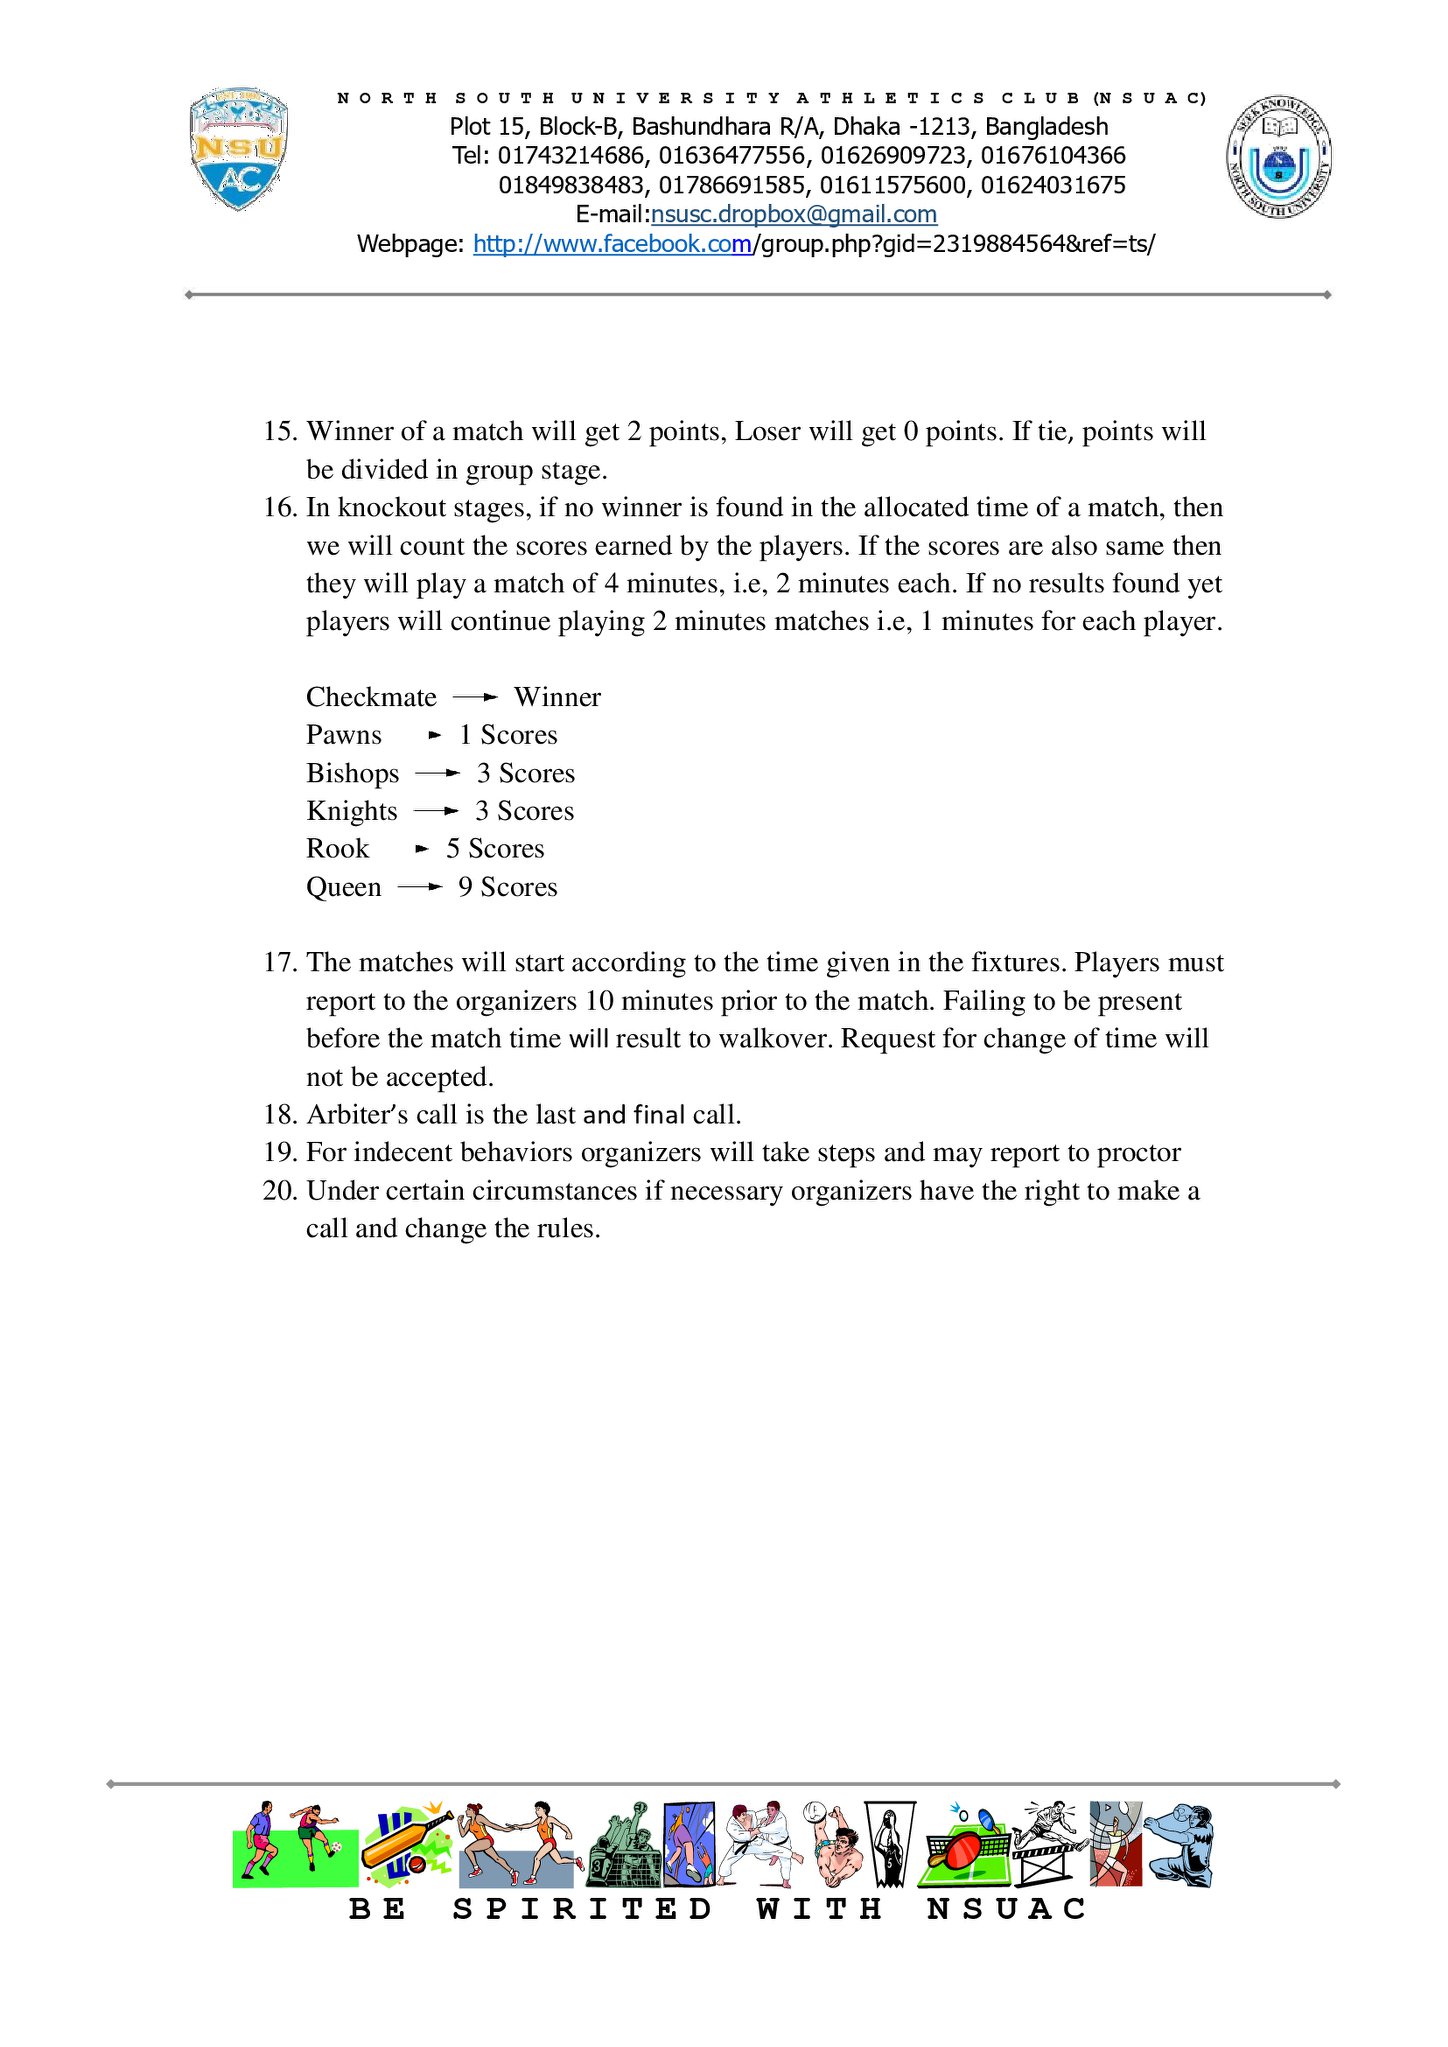 NORTH SOUTH UNIVERSITY ATHLETICS CLUB (NSUAC)
Plot 15, Block-B, Bashundhara R/A, Dhaka -1213, Bangladesh
Tel: 01743214686, 01636477556, 01626909723, 01676104366
01849838483, 01786691585, 01611575600, 01624031675
E-mail:nsusc.dropbox@gmail.com
Webpage: http://www.facebook.com/group.php?gid=2319884564&ref=ts/
NSU
AC
SEEK KNOWLEDGE
NORTH SOUTH UNIVERSITY
15. Winner of a match will get 2 points, Loser will get 0 points. If tie, points will
be divided in group stage.
16. In knockout stages, if no winner is found in the allocated time of a match, then
we will count the scores earned by the players. If the scores are also same then
they will play a match of 4 minutes, i.e, 2 minutes each. If no results found yet
players will continue playing 2 minutes matches i.e, 1 minutes for each player.
Checkmate → Winner
Pawns ► 1 Scores
Bishops → 3 Scores
Knights → 3 Scores
Rook ► 5 Scores
Queen → 9 Scores
17. The matches will start according to the time given in the fixtures. Players must
report to the organizers 10 minutes prior to the match. Failing to be present
before the match time will result to walkover. Request for change of time will
not be accepted.
18. Arbiter's call is the last and final call.
19. For indecent behaviors organizers will take steps and may report to proctor
20. Under certain circumstances if necessary organizers have the right to make a
call and change the rules.
BE SPIRITED WITH NSUAC